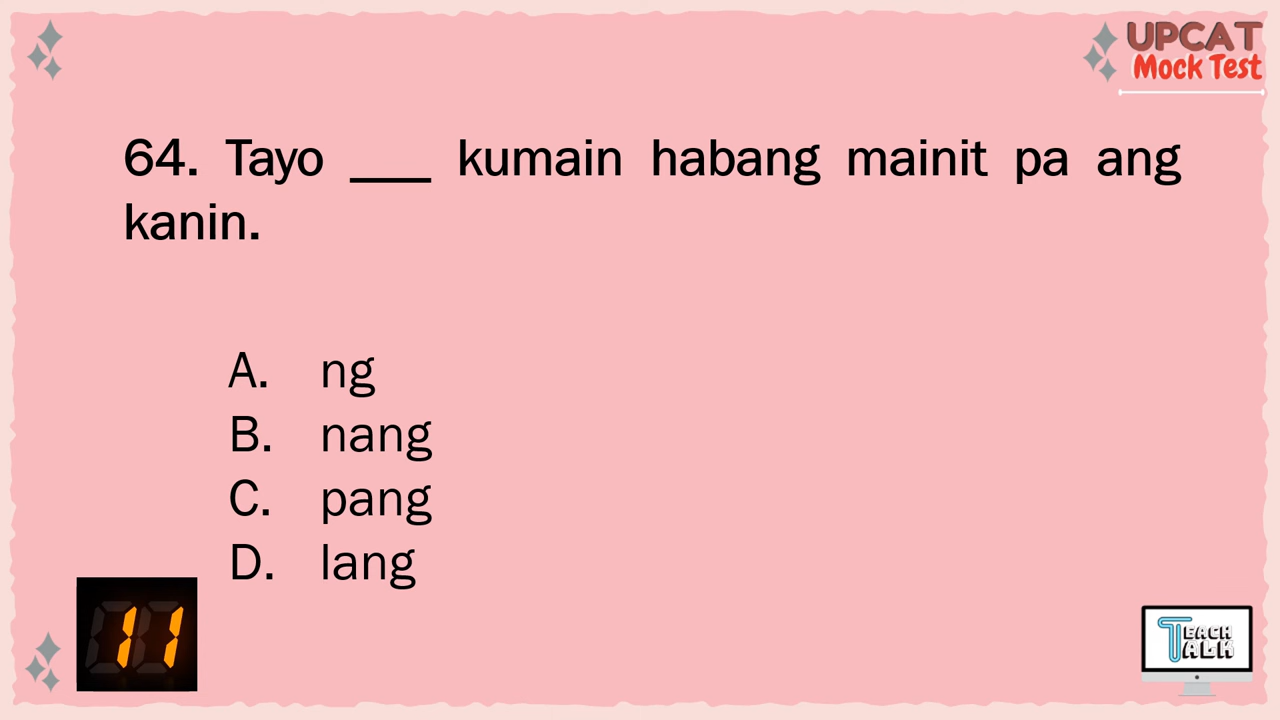 UPCAT
Mock Test
64. Tayo ___ kumain habang mainit pa ang
kanin.
A. ng
B. nang
C. pang
D. lang
11
TEACH
TALK